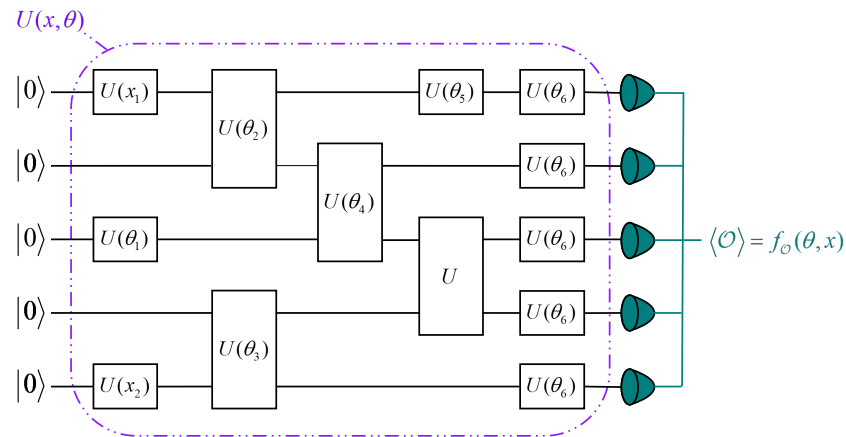 U(x,θ)
|0⟩ U(x₁) U(θ₂) U(θ₅) U(θ₆)
|0⟩ U(θ₄) U(θ₆)
|0⟩ U(θ₁) U(θ₆) ⟨𝒪⟩ = f_𝒪(θ, x)
|0⟩ U(θ₃) U U(θ₆)
|0⟩ U(x₂) U(θ₆)